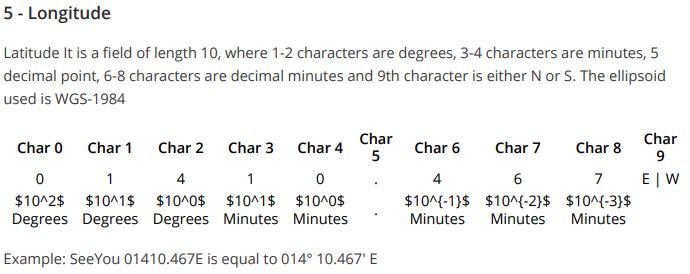 5 - Longitude
Latitude It is a field of length 10, where 1-2 characters are degrees, 3-4 characters are minutes, 5
decimal point, 6-8 characters are decimal minutes and 9th character is either N or S. The ellipsoid
used is WGS-1984
Char 0 Char 1 Char 2 Char 3 Char 4 Char 5 Char 6 Char 7 Char 8 Char 9
0 1 4 1 0 . 4 6 7 E | W
$10^2$ Degrees $10^1$ Degrees $10^0$ Degrees $10^1$ Minutes $10^0$ Minutes . $10^{-1}$ Minutes $10^{-2}$ Minutes $10^{-3}$ Minutes
Example: SeeYou 01410.467E is equal to 014° 10.467' E